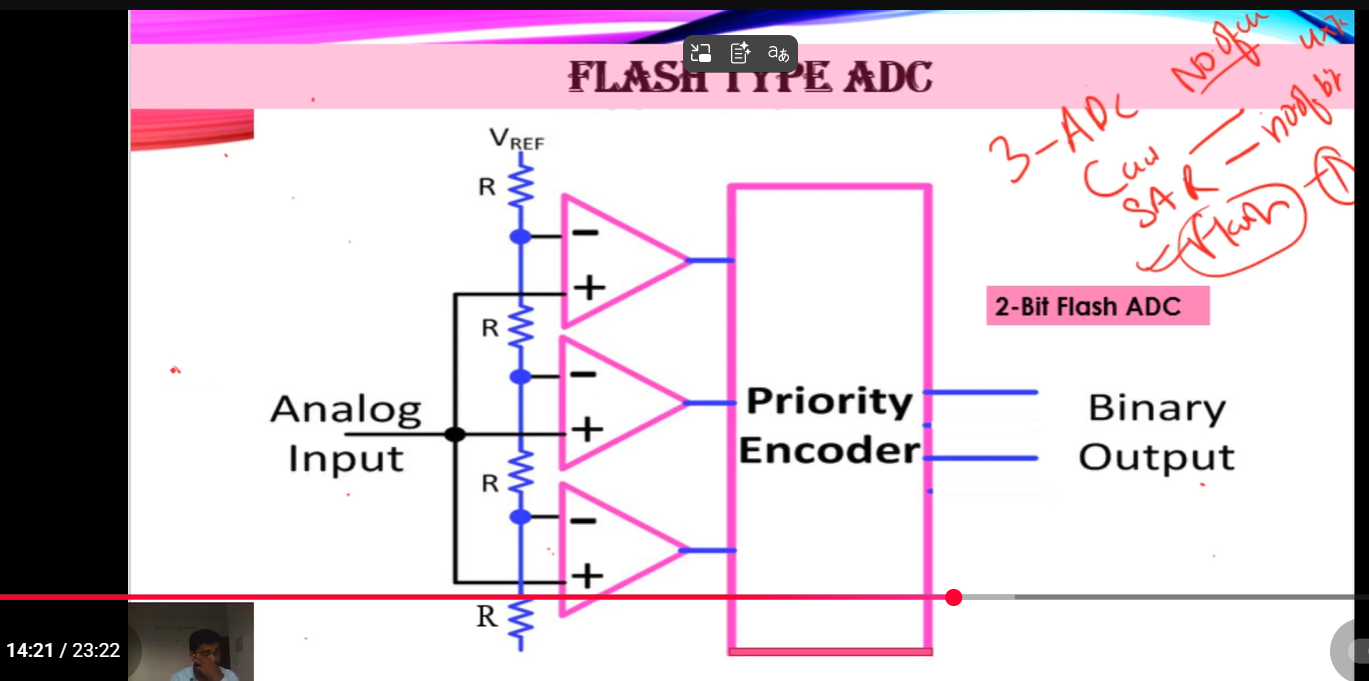 FLASH TYPE ADC
VREF
R
-
+
R
-
+
Analog
Input
R
-
+
R
Priority
Encoder
3-ADC
SAR
Flash
2-Bit Flash ADC
Binary
Output
14:21 / 23:22